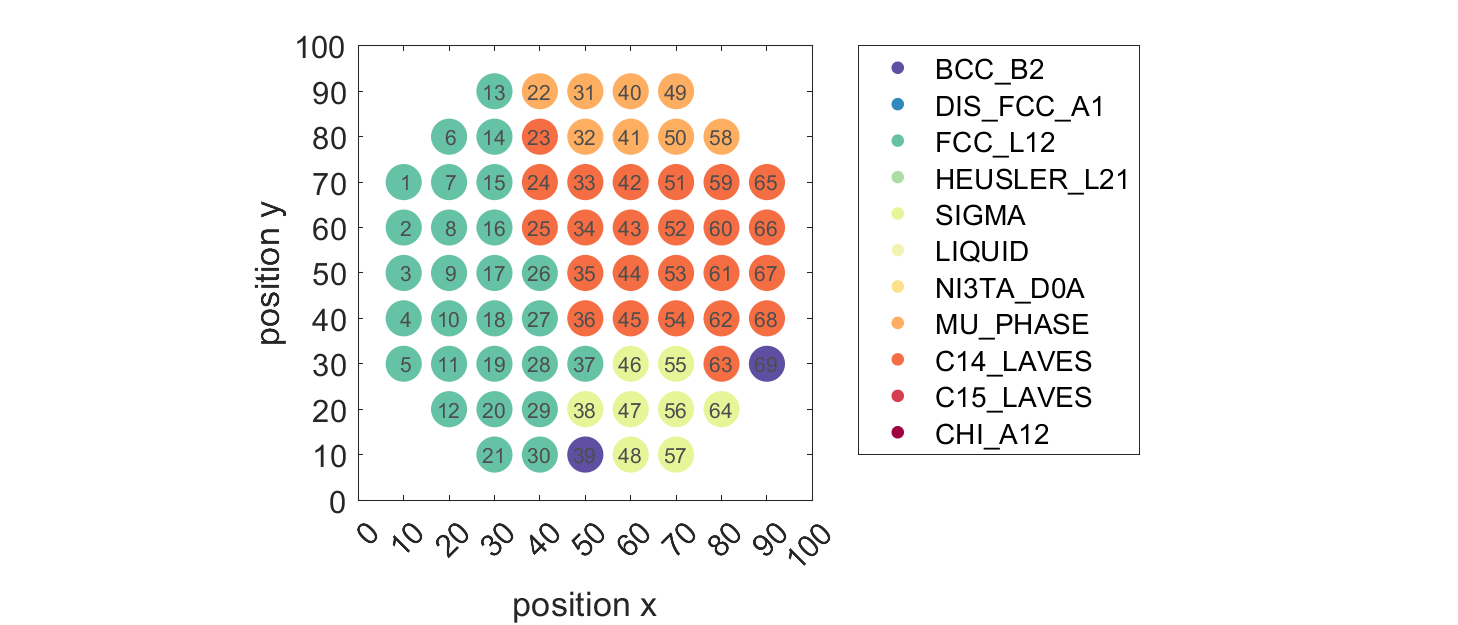 100
90
80
70
60
50
40
30
20
10
0
position y
13 22 31 40 49
6 14 23 32 41 50 58
1 7 15 24 33 42 51 59 65
2 8 16 25 34 43 52 60 66
3 9 17 26 35 44 53 61 67
4 10 18 27 36 45 54 62 68
5 11 19 28 37 46 55 63 69
12 20 29 38 47 56 64
21 30 39 48 57
0 10 20 30 40 50 60 70 80 90 100
position x
BCC_B2
DIS_FCC_A1
FCC_L12
HEUSLER_L21
SIGMA
LIQUID
NI3TA_D0A
MU_PHASE
C14_LAVES
C15_LAVES
CHI_A12